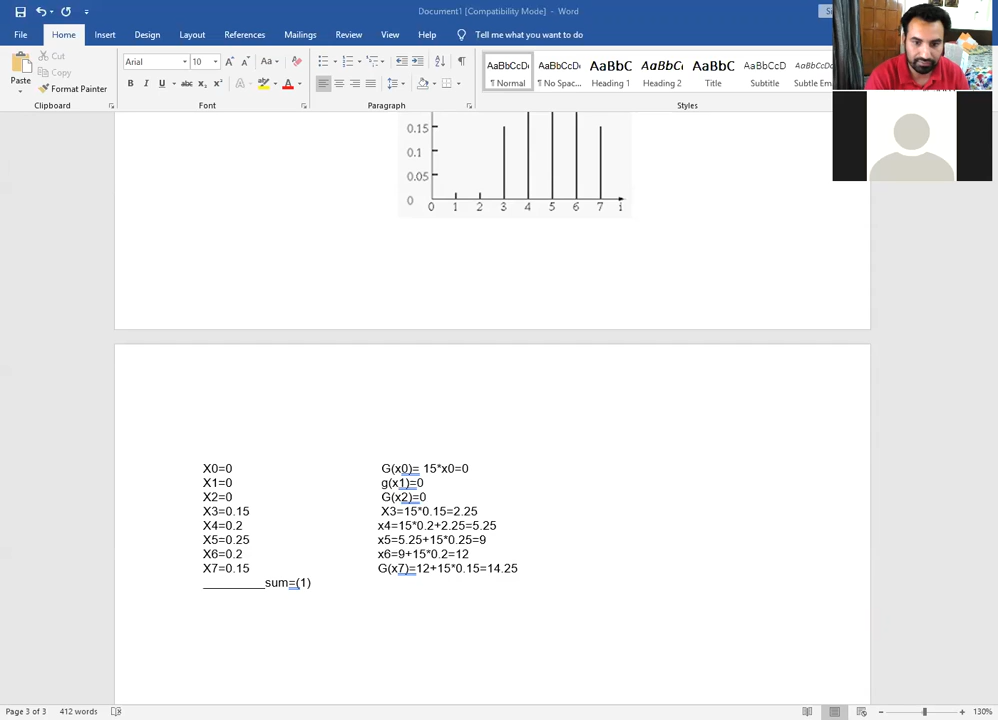 Document1 [Compatibility Mode] - Word
File Home Insert Design Layout References Mailings Review View Help Tell me what you want to do
Paste
Cut
Copy
Format Painter
Clipboard
Arial 10 Aa
B I U abc x2 x2 A A
Font
Paragraph
AaBbCcDc AaBbCcDc AaBbC AaBbCc AaBbC AaBbCcD AaBbCcD
¶ Normal ¶ No Spac... Heading 1 Heading 2 Title Subtitle Subtle Em
Styles
0.15
0.1
0.05
0
0 1 2 3 4 5 6 7 i
X0=0 G(x0)= 15*x0=0
X1=0 g(x1)=0
X2=0 G(x2)=0
X3=0.15 X3=15*0.15=2.25
X4=0.2 x4=15*0.2+2.25=5.25
X5=0.25 x5=5.25+15*0.25=9
X6=0.2 x6=9+15*0.2=12
X7=0.15 G(x7)=12+15*0.15=14.25
_________sum=(1)
Page 3 of 3 412 words 130%